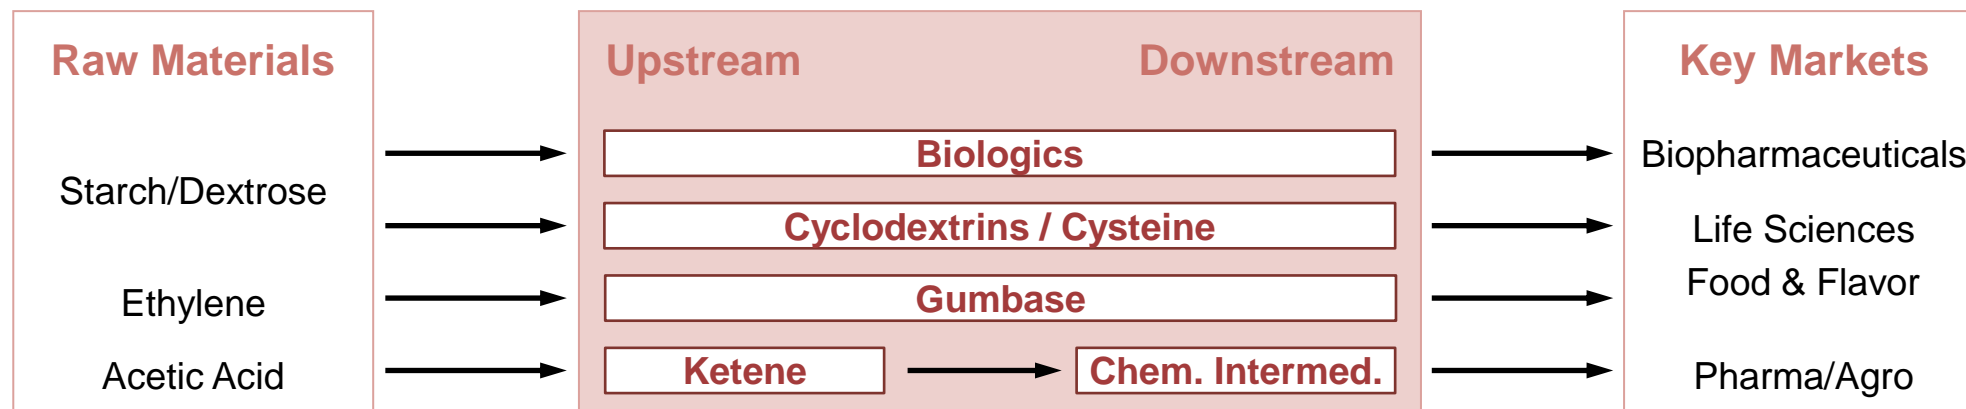 Raw Materials
Upstream
Downstream
Key Markets
Starch/Dextrose
Biologics
Biopharmaceuticals
Cyclodextrins / Cysteine
Life Sciences
Ethylene
Gumbase
Food & Flavor
Acetic Acid
Ketene
Chem. Intermed.
Pharma/Agro